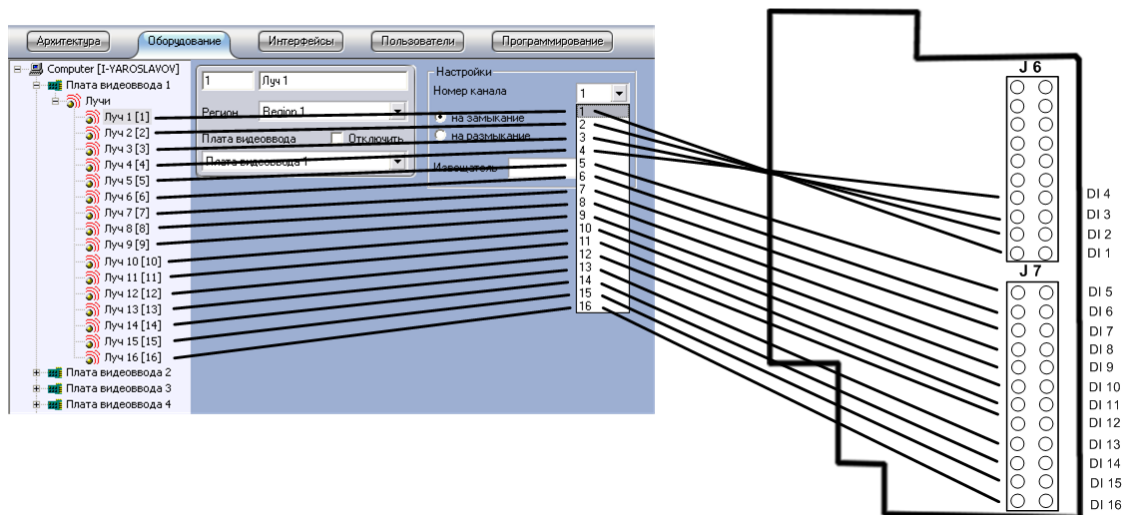 Архитектура
Оборудование
Интерфейсы
Пользователи
Программирование
Computer [I-YAROSLAVOV]
Плата видеоввода 1
Лучи
Луч 1 [1]
Луч 2 [2]
Луч 3 [3]
Луч 4 [4]
Луч 5 [5]
Луч 6 [6]
Луч 7 [7]
Луч 8 [8]
Луч 9 [9]
Луч 10 [10]
Луч 11 [11]
Луч 12 [12]
Луч 13 [13]
Луч 14 [14]
Луч 15 [15]
Луч 16 [16]
Плата видеоввода 2
Плата видеоввода 3
Плата видеоввода 4
1
Луч 1
Регион
Region 1
Плата видеоввода
Отключить
Плата видеоввода 1
Настройки
Номер канала
1
на замыкание
на размыкание
Извещатель
1
2
3
4
5
6
7
8
9
10
11
12
13
14
15
16
J 6
DI 4
DI 3
DI 2
DI 1
J 7
DI 5
DI 6
DI 7
DI 8
DI 9
DI 10
DI 11
DI 12
DI 13
DI 14
DI 15
DI 16